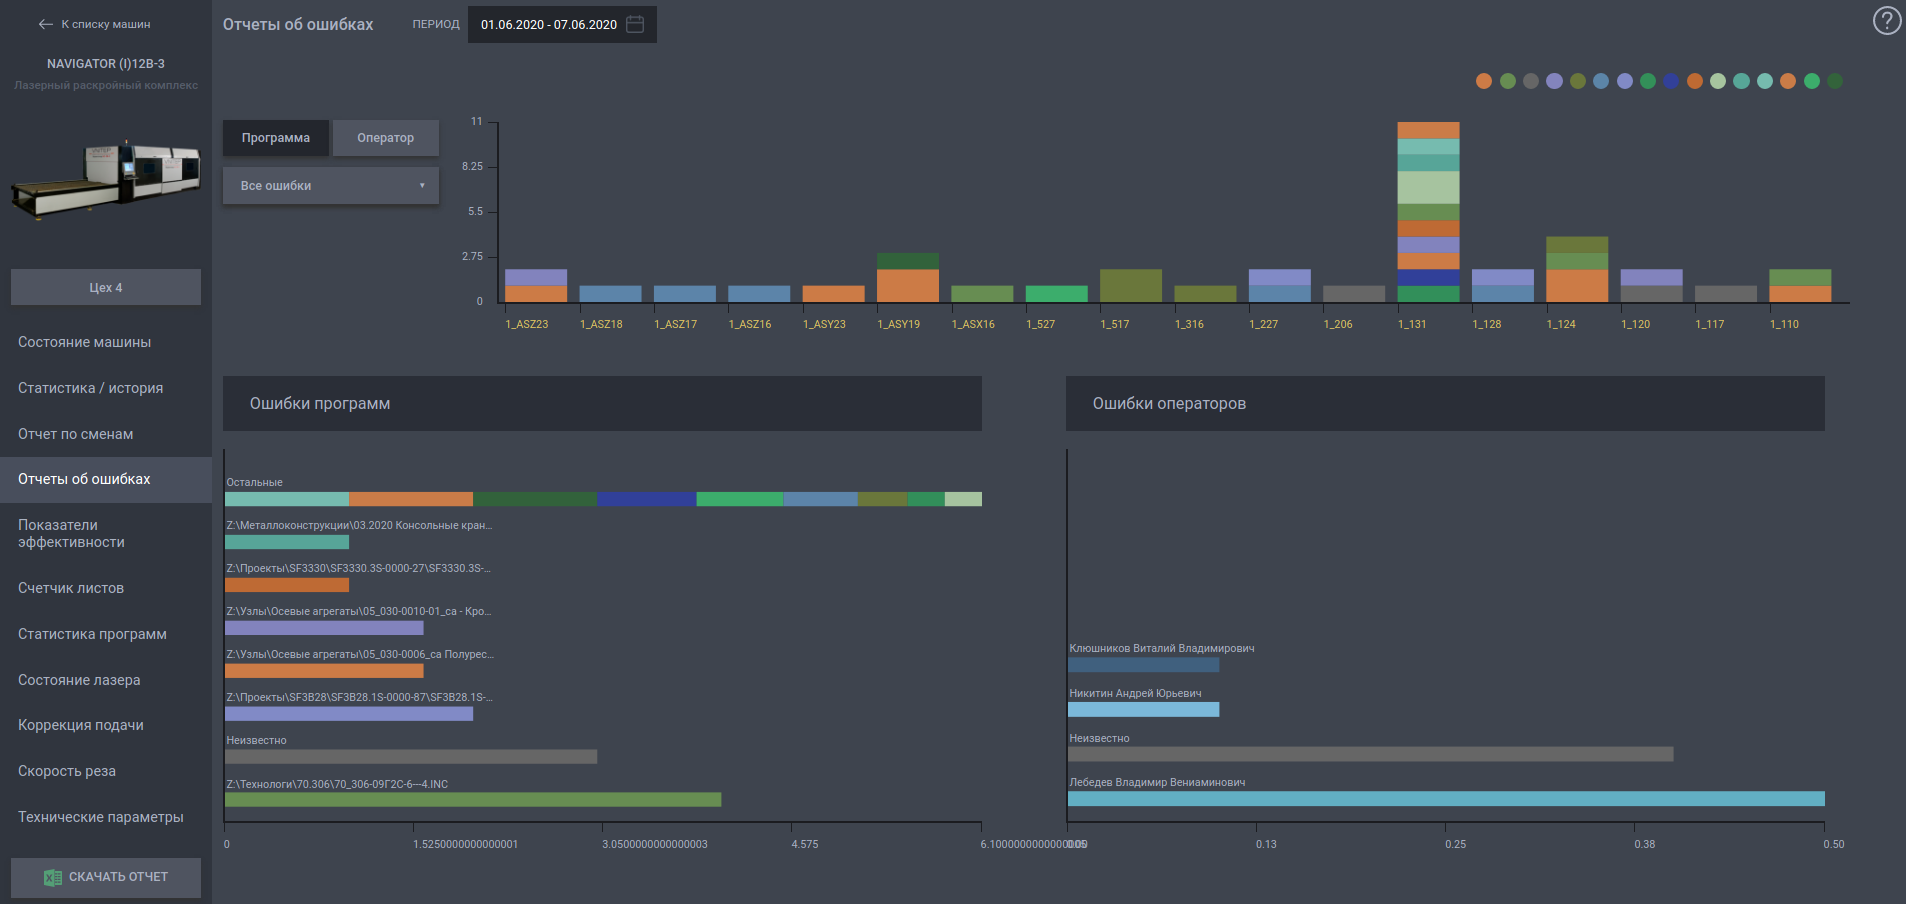 К списку машин
NAVIGATOR (I)12В-3
Лазерный раскройный комплекс
Цех 4
Состояние машины
Статистика / история
Отчет по сменам
Отчеты об ошибках
Показатели
эффективности
Счетчик листов
Статистика программ
Состояние лазера
Коррекция подачи
Скорость реза
Технические параметры
СКАЧАТЬ ОТЧЕТ
Отчеты об ошибках
ПЕРИОД
01.06.2020 - 07.06.2020
Программа
Оператор
Все ошибки
11
8.25
5.5
2.75
0
1_ASZ23
1_ASZ18
1_ASZ17
1_ASZ16
1_ASY23
1_ASY19
1_ASX16
1_527
1_517
1_316
1_227
1_206
1_131
1_128
1_124
1_120
1_117
1_110
Ошибки программ
Остальные
Z:\Металлоконструкции\03.2020 Консольные кран...
Z:\Проекты\SF3330\SF3330.3S-0000-27\SF3330.3S-...
Z:\Узлы\Осевые агрегаты\05_030-0010-01_са - Кро...
Z:\Узлы\Осевые агрегаты\05_030-0006_са Полурес...
Z:\Проекты\SF3B28\SF3B28.1S-0000-87\SF3B28.1S-...
Неизвестно
Z:\Технологи\70.306\70_306-09Г2С-6---4.INC
0
1.5250000000000001
3.0500000000000003
4.575
Ошибки операторов
Клюшников Виталий Владимирович
Никитин Андрей Юрьевич
Неизвестно
Лебедев Владимир Вениаминович
0.13
0.25
0.38
0.50